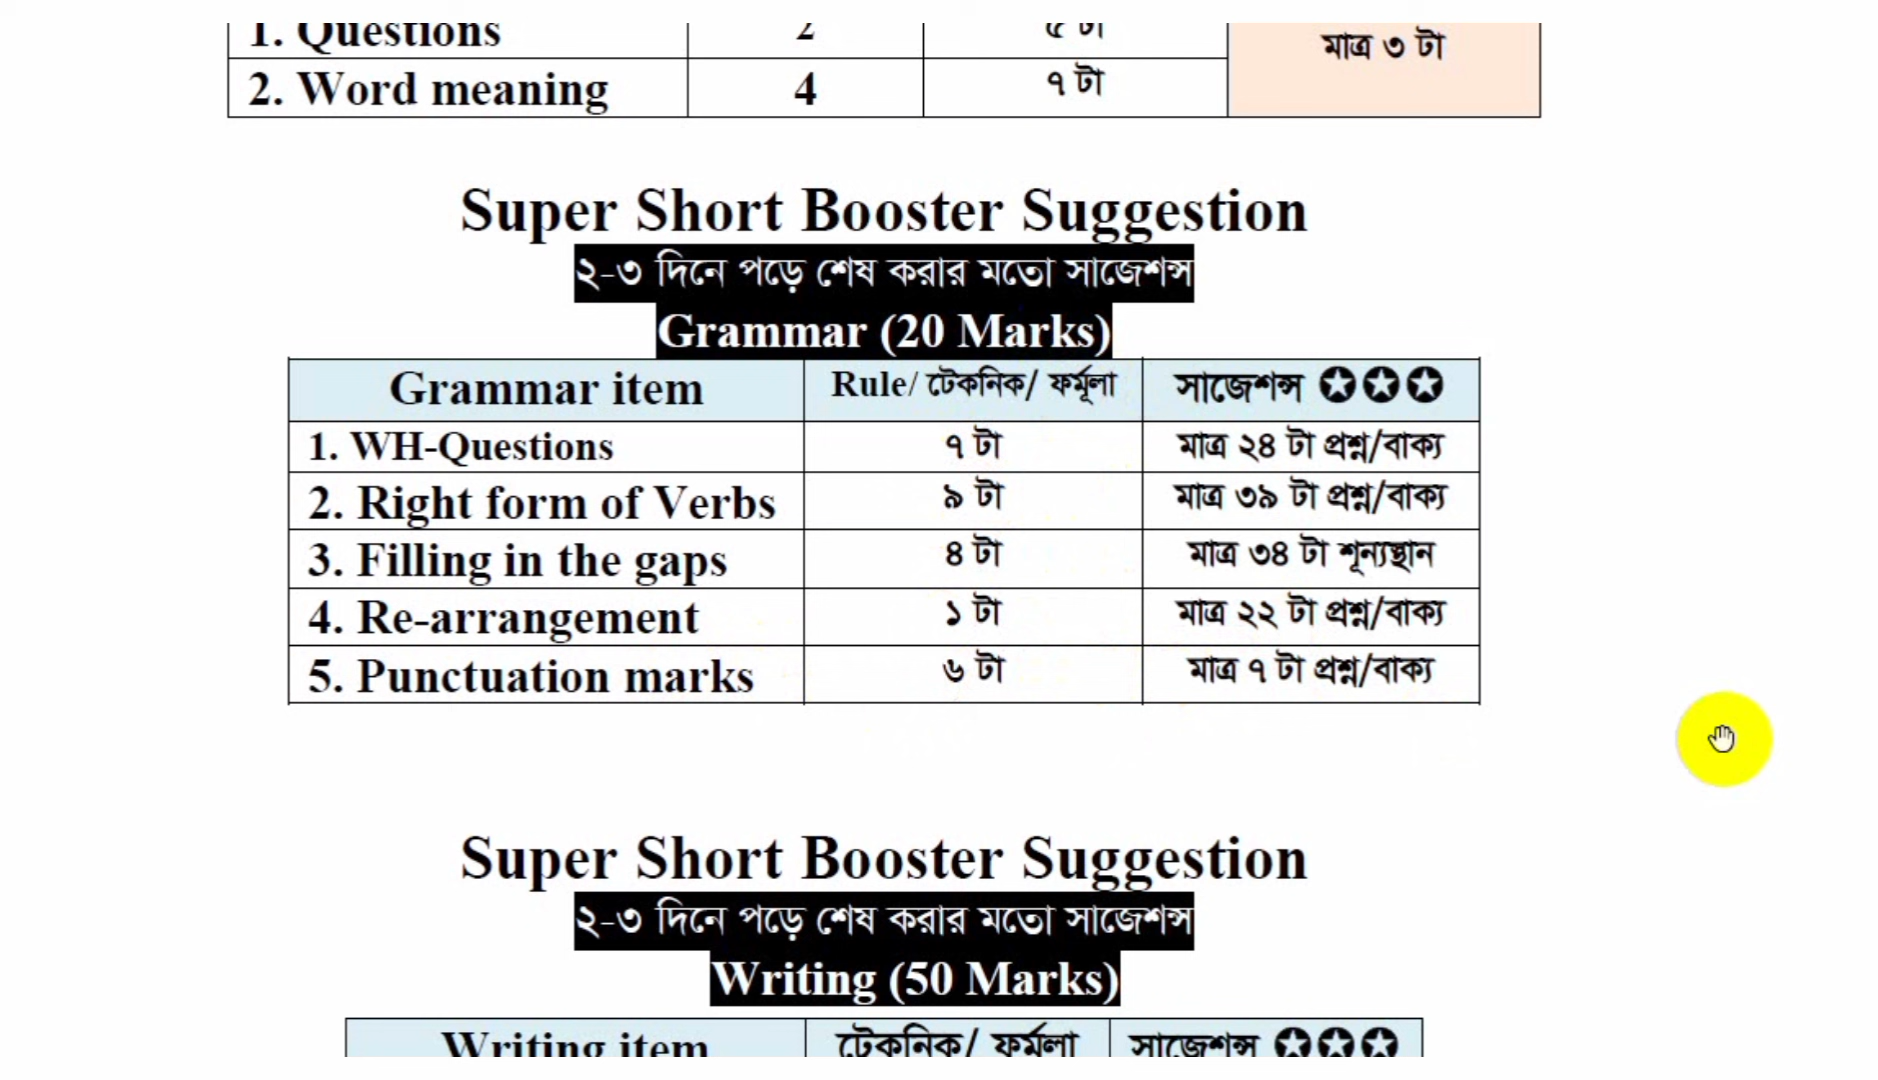 1. Questions 2 ৫ টা মাত্র ৩ টা
2. Word meaning 4 ৭ টা
Super Short Booster Suggestion
২-৩ দিনে পড়ে শেষ করার মতো সাজেশন্স
Grammar (20 Marks)
Grammar item Rule/ টেকনিক/ ফর্মূলা সাজেশন্স ✪✪✪
1. WH-Questions ৭ টা মাত্র ২৪ টা প্রশ্ন/বাক্য
2. Right form of Verbs ৯ টা মাত্র ৩৯ টা প্রশ্ন/বাক্য
3. Filling in the gaps ৪ টা মাত্র ৩৪ টা শূন্যস্থান
4. Re-arrangement ১ টা মাত্র ২২ টা প্রশ্ন/বাক্য
5. Punctuation marks ৬ টা মাত্র ৭ টা প্রশ্ন/বাক্য
Super Short Booster Suggestion
২-৩ দিনে পড়ে শেষ করার মতো সাজেশন্স
Writing (50 Marks)
Writing item টেকনিক/ ফর্মূলা সাজেশন্স ✪✪✪